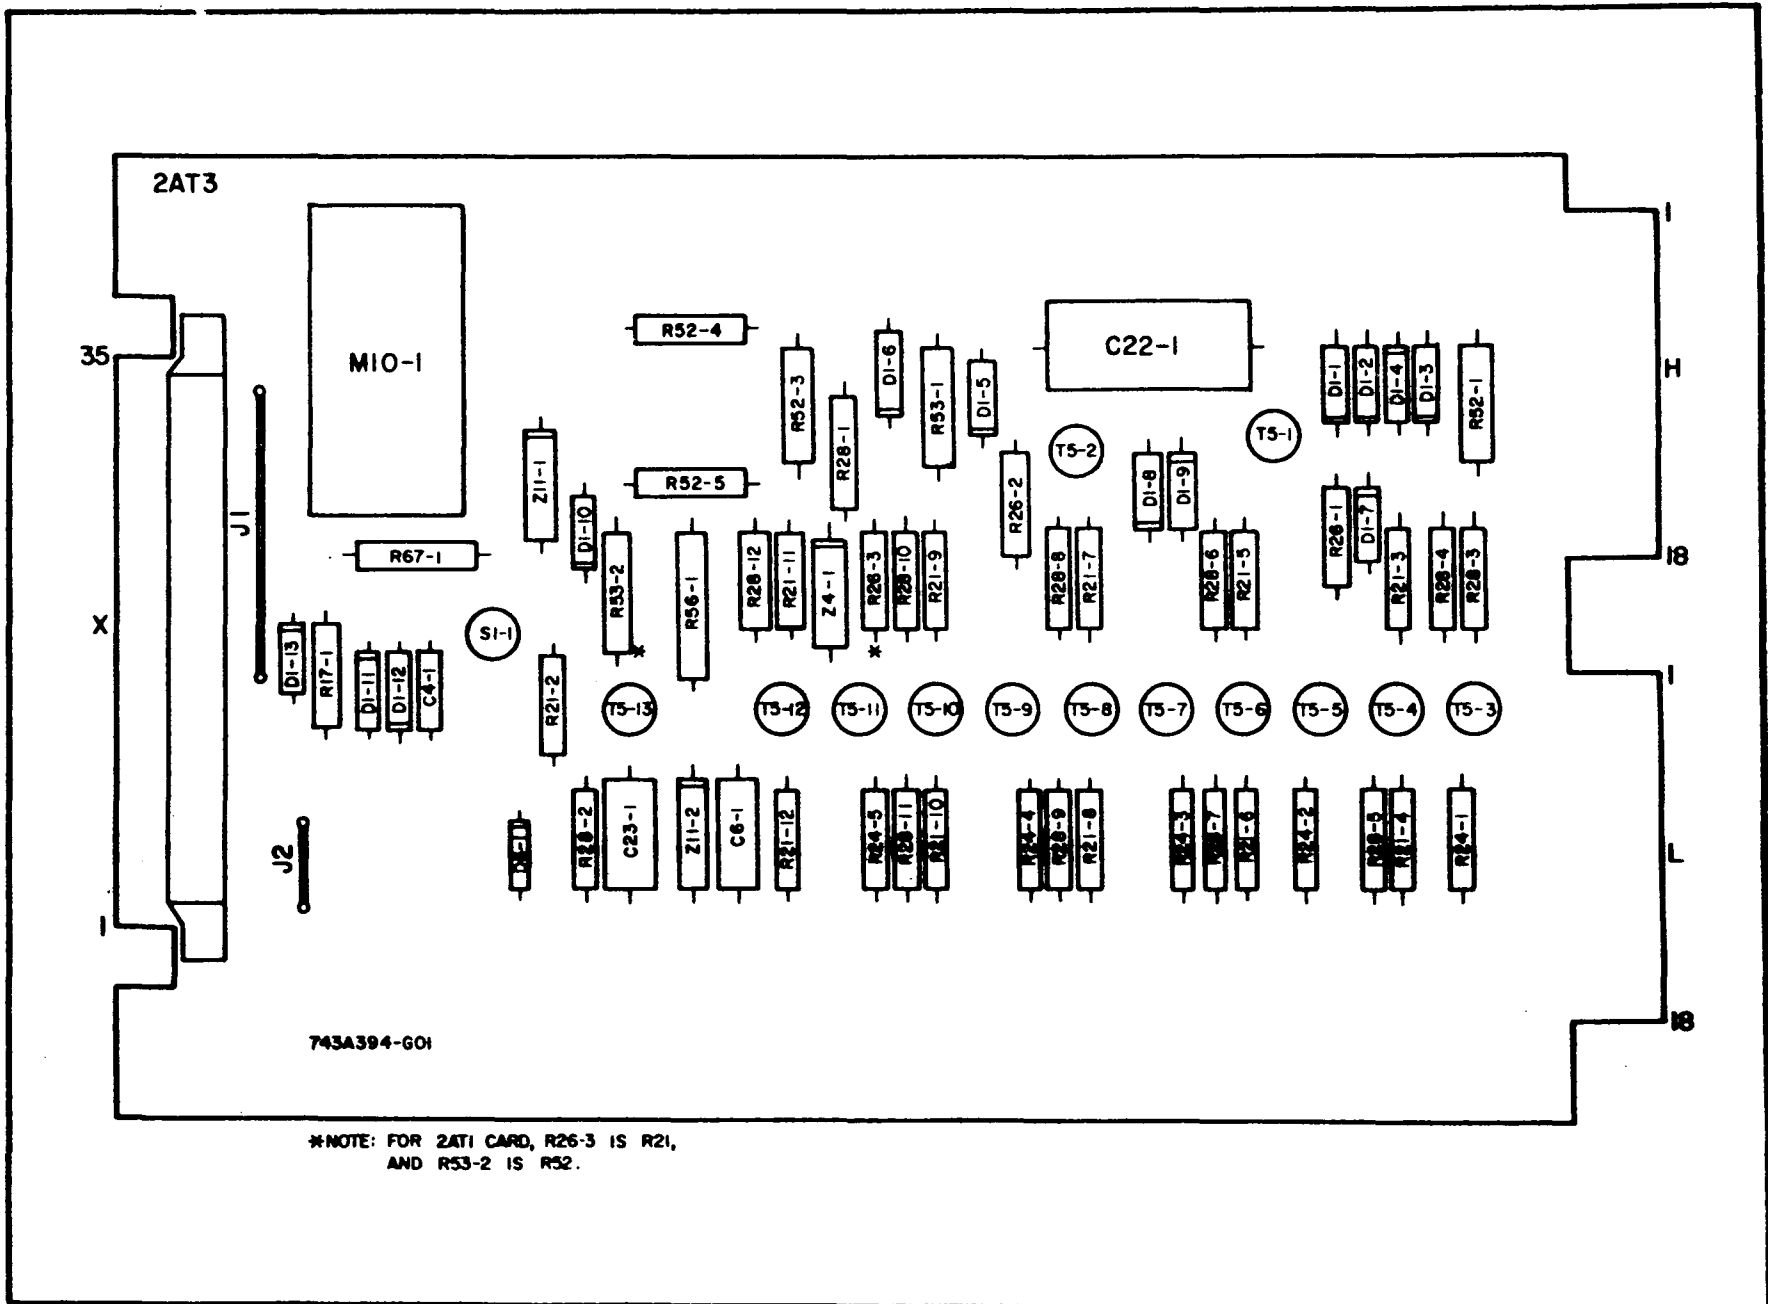 2AT3
I
M10-1
R52-4
C22-1
35
H
D1-6
R52-3
R53-1
D1-5
D1-1
D1-2
D1-4
D1-3
R52-1
R28-1
T5-1
T5-2
Z11-1
R52-5
D1-8
D1-9
R26-2
J1
D1-10
R26-1
D1-7
R67-1
18
R53-2
R56-1
R28-12
R21-11
Z4-1
R26-3
R28-10
R21-9
R28-8
R21-7
R28-6
R21-5
R21-3
R28-4
R28-3
X
S1-1
*
*
D1-13
R17-1
D1-11
D1-12
C4-1
R21-2
I
T5-13
T5-12
T5-11
T5-10
T5-9
T5-8
T5-7
T5-6
T5-5
T5-4
T5-3
J2
R28-2
C23-1
Z11-2
C6-1
R21-12
R24-5
R28-11
R21-10
R24-4
R28-9
R21-8
R24-3
R28-7
R21-6
R24-2
R28-5
R21-4
R24-1
L
I
18
743A394-G01
*NOTE: FOR 2AT1 CARD, R26-3 IS R21,
AND R53-2 IS R52.